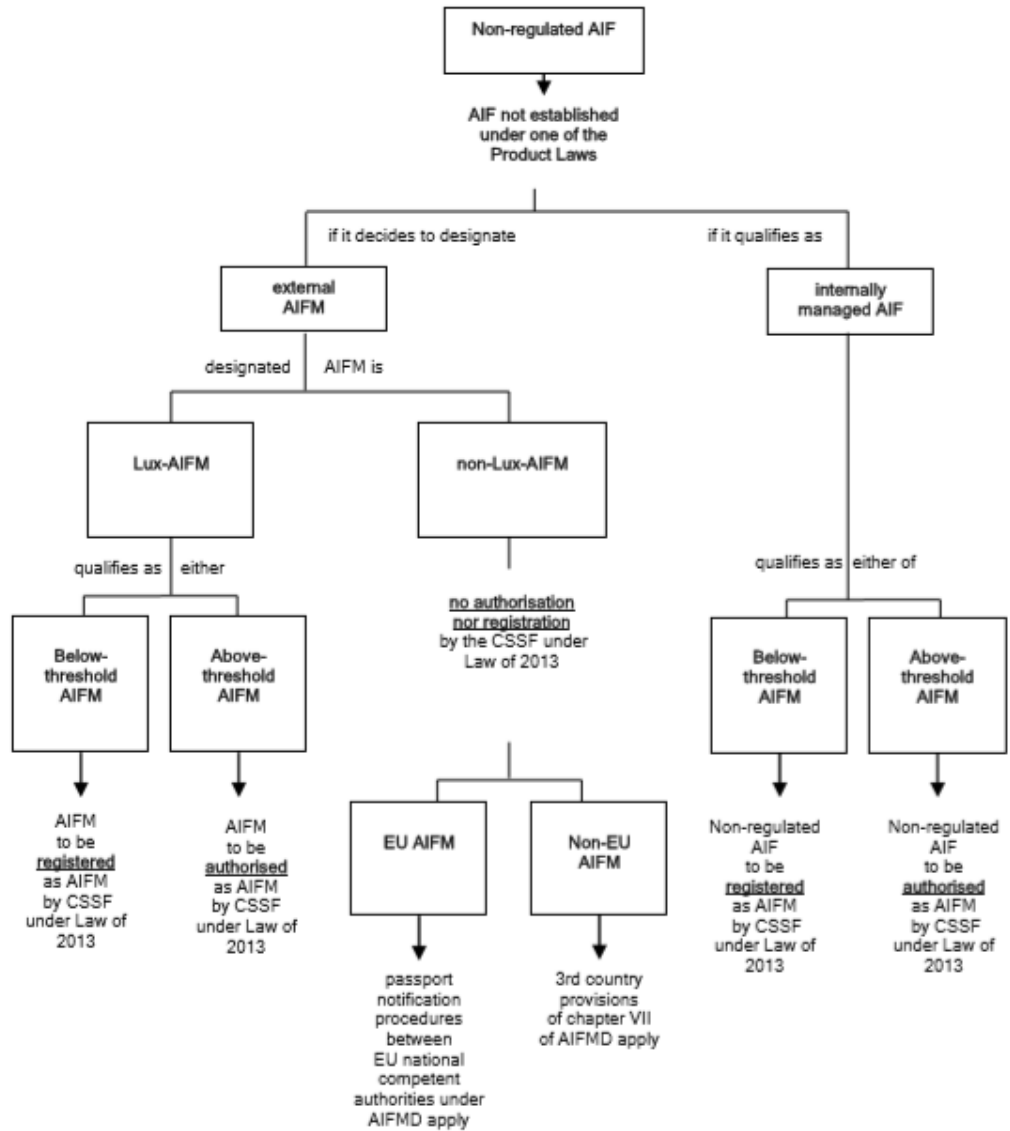 Non-regulated AIF
AIF not established
under one of the
Product Laws
if it decides to designate
if it qualifies as
external
AIFM
internally
managed AIF
designated
AIFM is
Lux-AIFM
non-Lux-AIFM
qualifies as
either
qualifies as
either of
no authorisation
nor registration
by the CSSF under
Law of 2013
Below-
threshold
AIFM
Above-
threshold
AIFM
Below-
threshold
AIFM
Above-
threshold
AIFM
EU AIFM
Non-EU
AIFM
AIFM
to be
registered
as AIFM
by CSSF
under Law of
2013
AIFM
to be
authorised
as AIFM
by CSSF
under Law of
2013
Non-regulated
AIF
to be
registered
as AIFM
by CSSF
under Law of
2013
Non-regulated
AIF
to be
authorised
as AIFM
by CSSF
under Law of
2013
passport
notification
procedures
between
EU national
competent
authorities under
AIFMD apply
3rd country
provisions
of chapter VII
of AIFMD apply